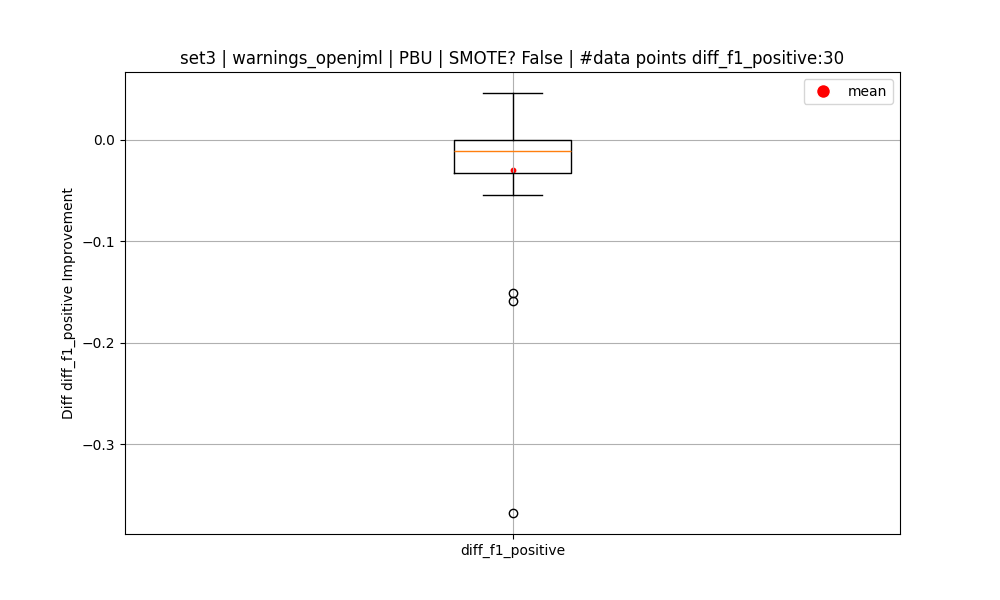 set3 | warnings_openjml | PBU | SMOTE? False | #data points diff_f1_positive:30
mean
0.0
−0.1
−0.2
−0.3
Diff diff_f1_positive Improvement
diff_f1_positive